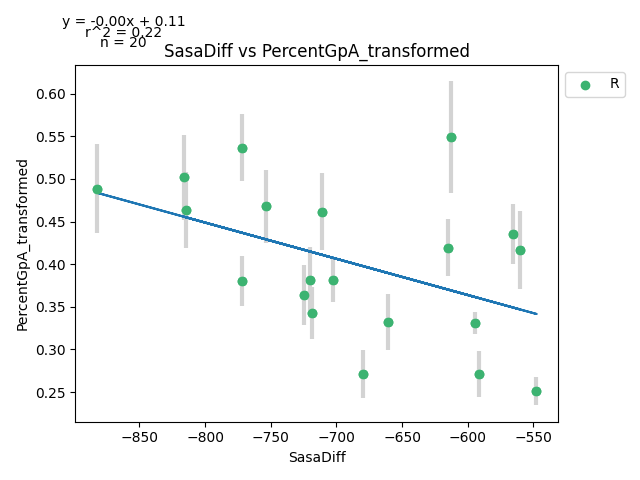 y = -0.00x + 0.11
r^2 = 0.22
n = 20
SasaDiff vs PercentGpA_transformed
R
PercentGpA_transformed
0.60
0.55
0.50
0.45
0.40
0.35
0.30
0.25
−850 −800 −750 −700 −650 −600 −550
SasaDiff